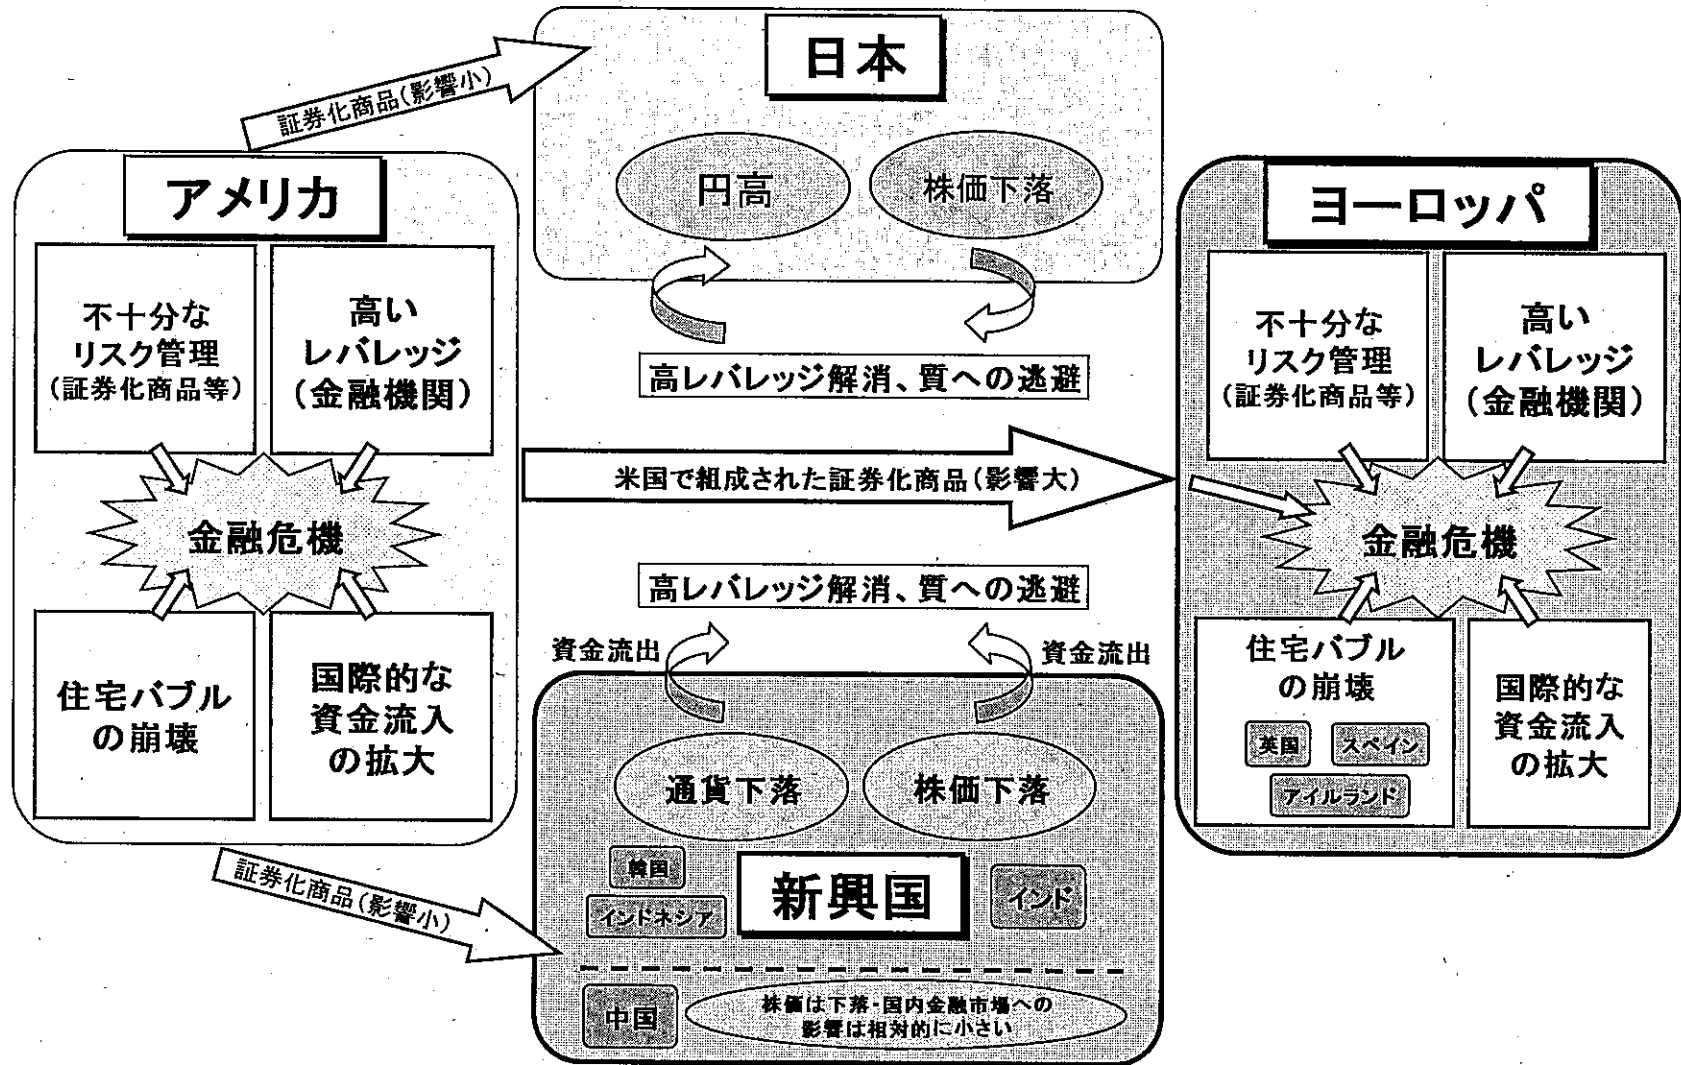 日本
証券化商品(影響小)
円高
株価下落
アメリカ
不十分な
リスク管理
(証券化商品等)
高い
レバレッジ
(金融機関)
金融危機
住宅バブル
の崩壊
国際的な
資金流入
の拡大
高レバレッジ解消、質への逃避
米国で組成された証券化商品(影響大)
高レバレッジ解消、質への逃避
資金流出
資金流出
ヨーロッパ
不十分な
リスク管理
(証券化商品等)
高い
レバレッジ
(金融機関)
金融危機
住宅バブル
の崩壊
英国
スペイン
アイルランド
国際的な
資金流入
の拡大
証券化商品(影響小)
通貨下落
株価下落
韓国
インドネシア
新興国
インド
中国
株価は下落・国内金融市場への
影響は相対的に小さい